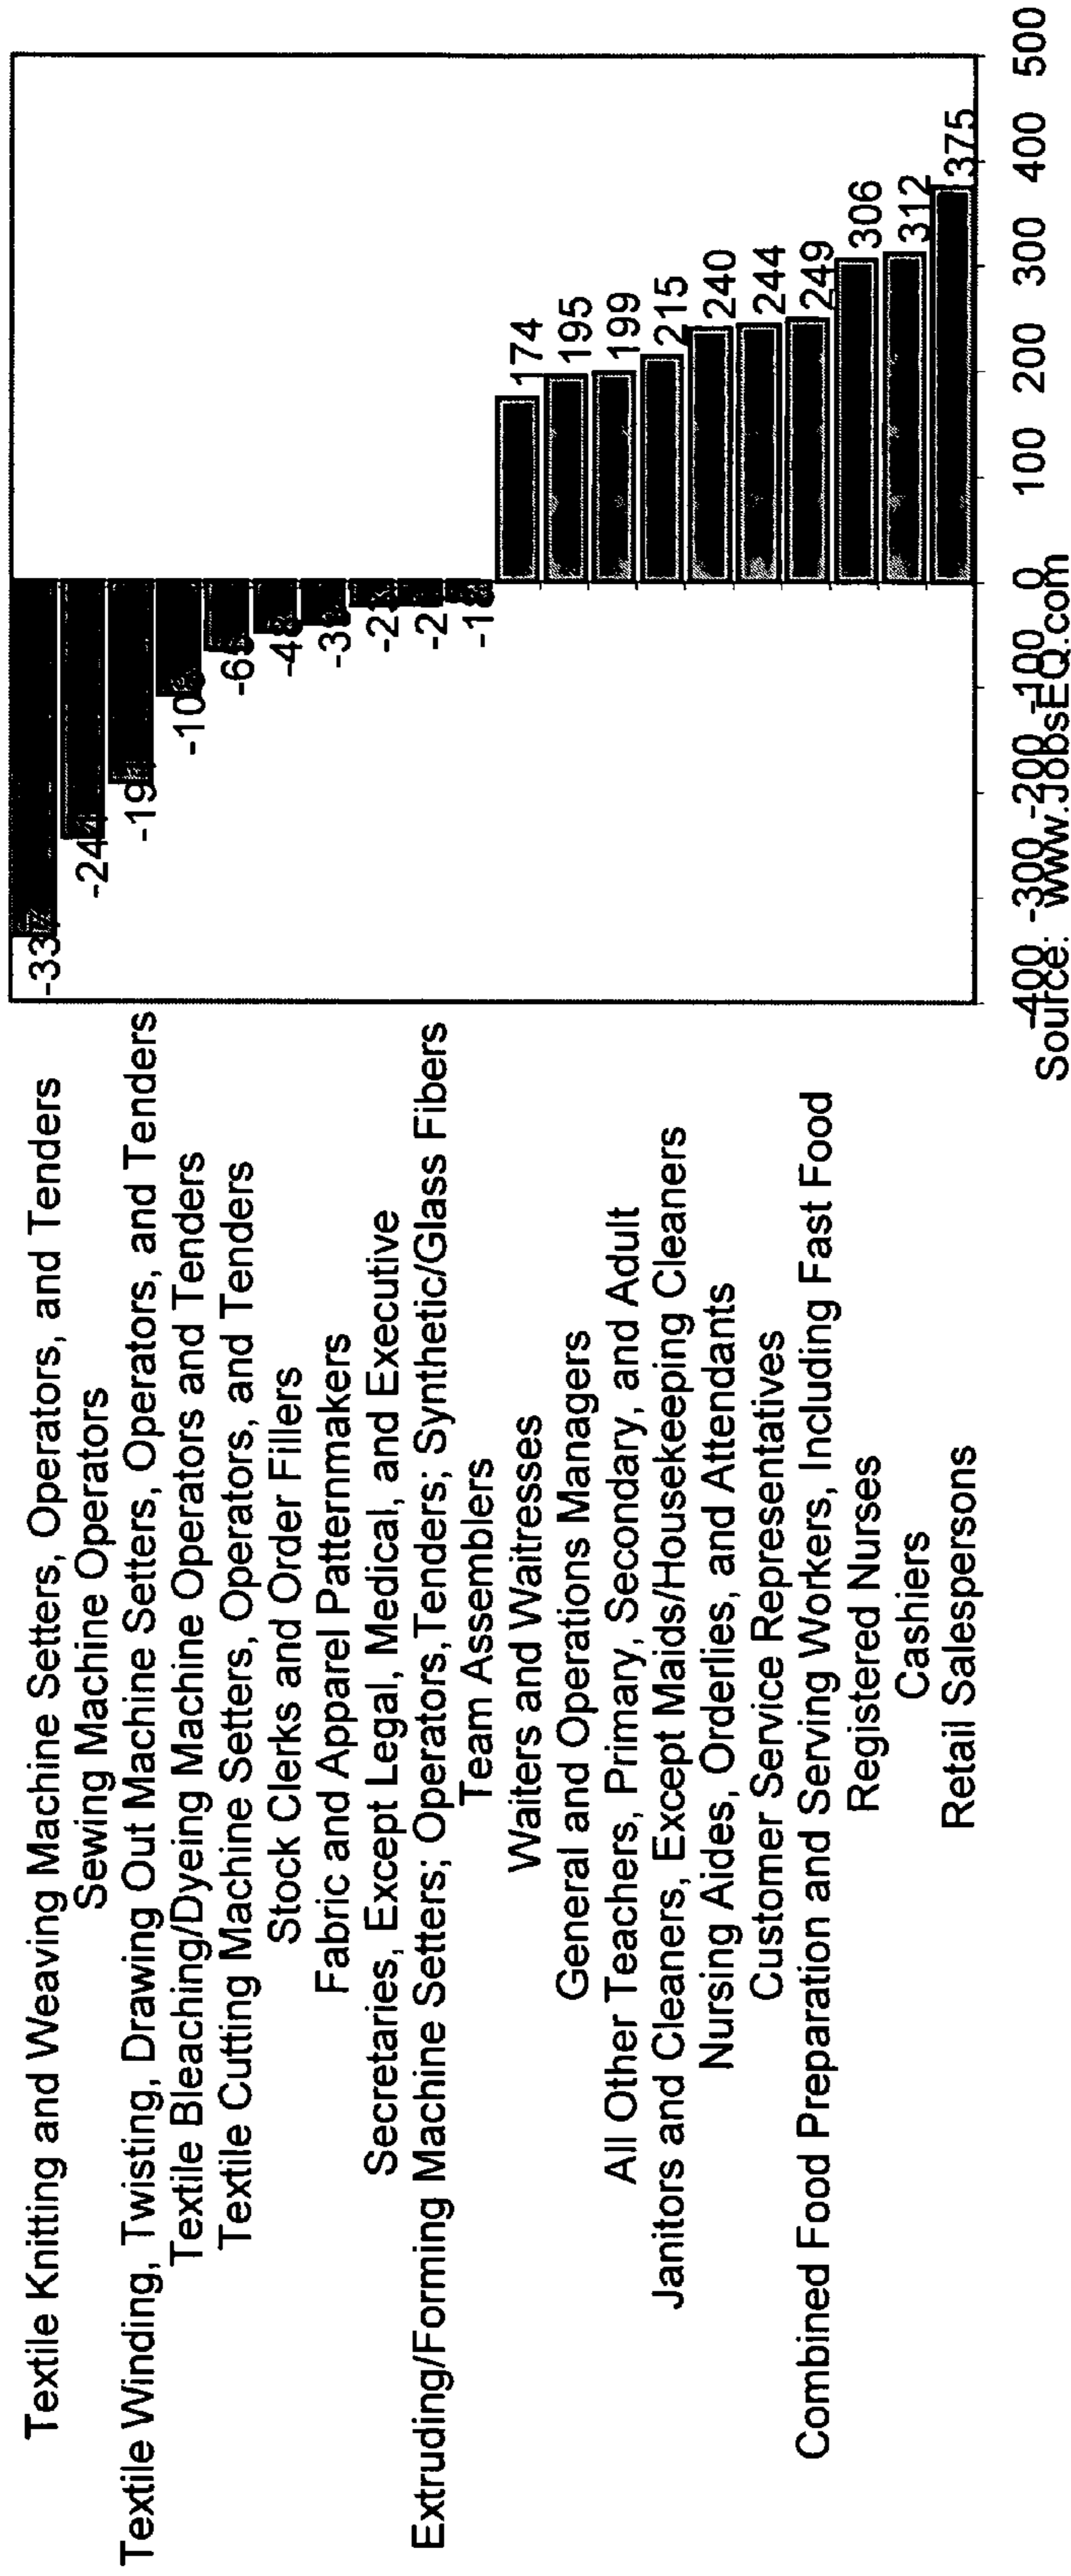 Textile Knitting and Weaving Machine Setters, Operators, and Tenders
Sewing Machine Operators
Textile Winding, Twisting, Drawing Out Machine Setters, Operators, and Tenders
Textile Bleaching/Dyeing Machine Operators and Tenders
Textile Cutting Machine Setters, Operators, and Tenders
Stock Clerks and Order Fillers
Fabric and Apparel Patternmakers
Secretaries, Except Legal, Medical, and Executive
Extruding/Forming Machine Setters; Operators,Tenders; Synthetic/Glass Fibers
Team Assemblers
Waiters and Waitresses
General and Operations Managers
All Other Teachers, Primary, Secondary, and Adult
Janitors and Cleaners, Except Maids/Housekeeping Cleaners
Nursing Aides, Orderlies, and Attendants
Customer Service Representatives
Combined Food Preparation and Serving Workers, Including Fast Food
Registered Nurses
Cashiers
Retail Salespersons
174
195
199
215
240
244
249
306
312
375
-400 -300 -200 -100 0 100 200 300 400 500
Source: www.JobsEQ.com